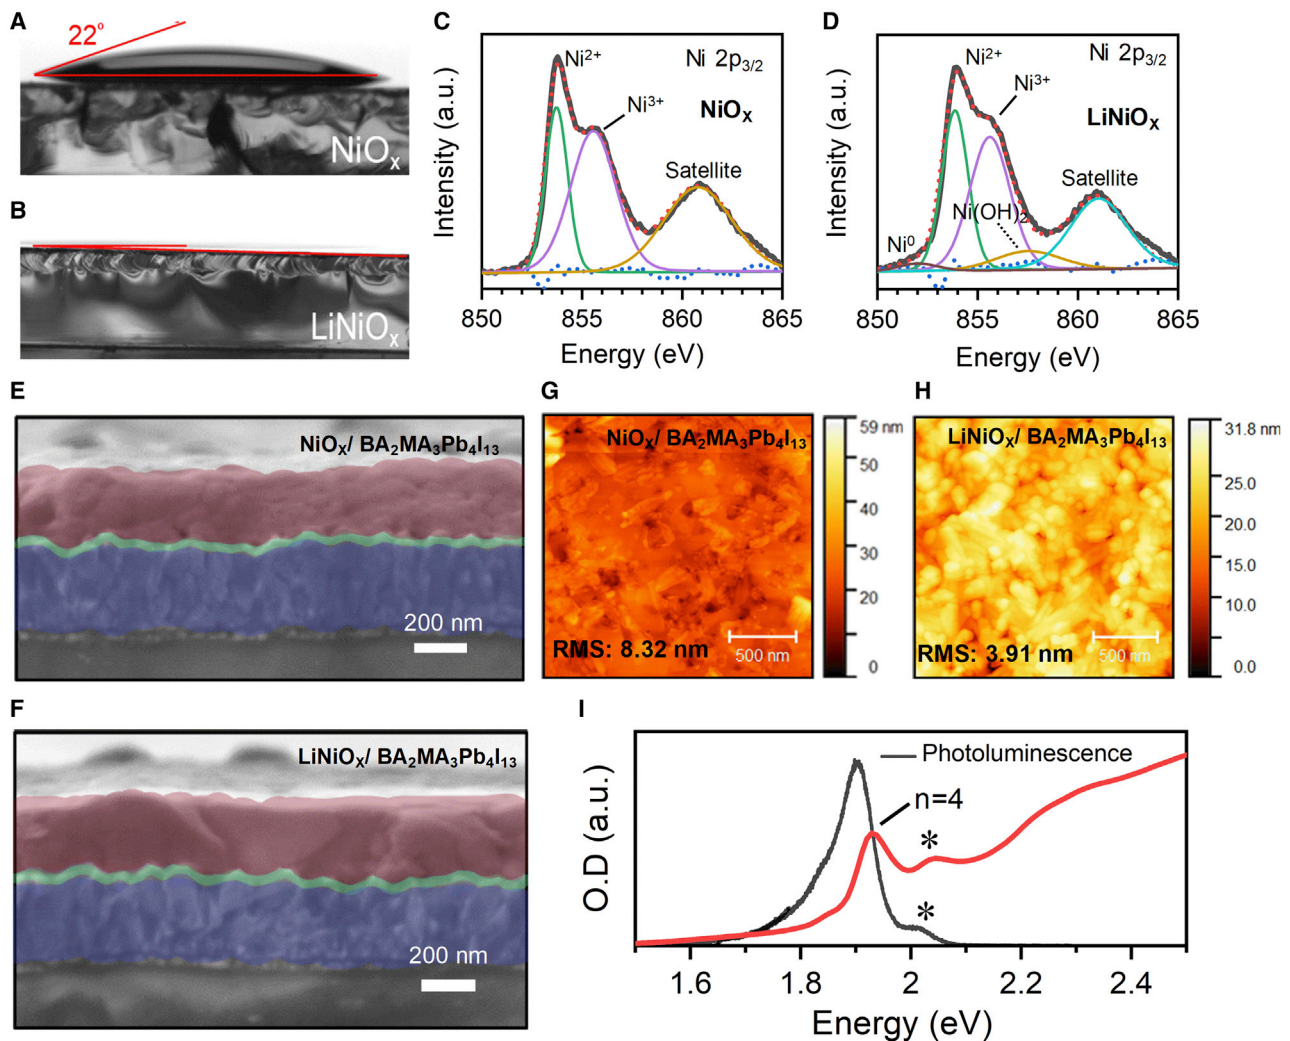 A
22°
NiOₓ
B
LiNiOₓ
C
Intensity (a.u.)
Ni²⁺
Ni³⁺
Ni 2p₃/₂
NiOₓ
Satellite
850 855 860 865
Energy (eV)
D
Intensity (a.u.)
Ni²⁺
Ni³⁺
Ni 2p₃/₂
LiNiOₓ
Satellite
Ni(OH)₂
Ni⁰
850 855 860 865
Energy (eV)
E
NiOₓ/ BA₂MA₃Pb₄I₁₃
200 nm
F
LiNiOₓ/ BA₂MA₃Pb₄I₁₃
200 nm
G
NiOₓ/ BA₂MA₃Pb₄I₁₃
RMS: 8.32 nm
500 nm
59 nm
50
40
30
20
0
H
LiNiOₓ/ BA₂MA₃Pb₄I₁₃
RMS: 3.91 nm
500 nm
31.8 nm
25.0
20.0
15.0
10.0
0.0
I
O.D (a.u.)
Photoluminescence
n=4
*
*
1.6 1.8 2 2.2 2.4
Energy (eV)